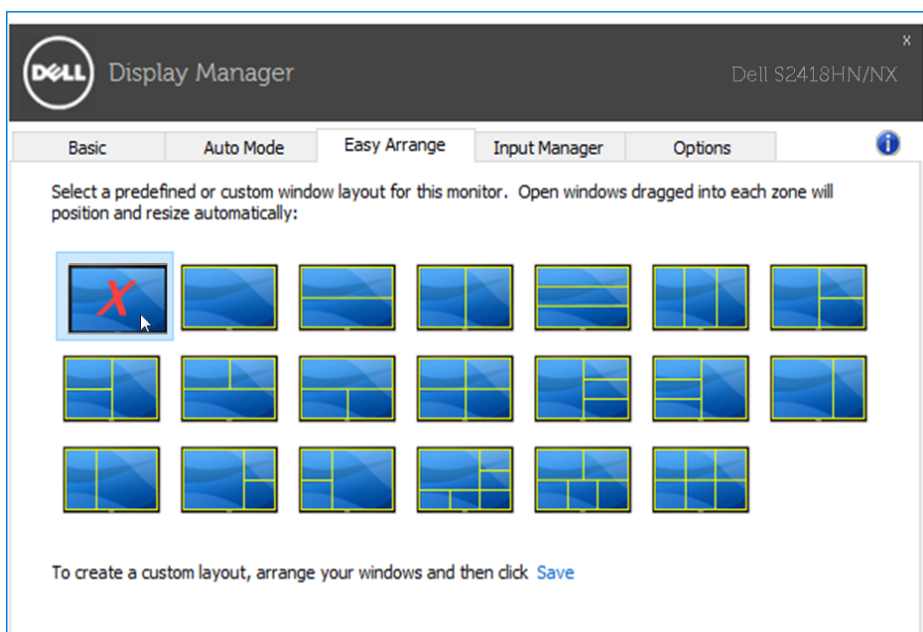 x
DELL Display Manager
Dell S2418HN/NX
Basic Auto Mode Easy Arrange Input Manager Options
Select a predefined or custom window layout for this monitor. Open windows dragged into each zone will
position and resize automatically:
X
To create a custom layout, arrange your windows and then click Save